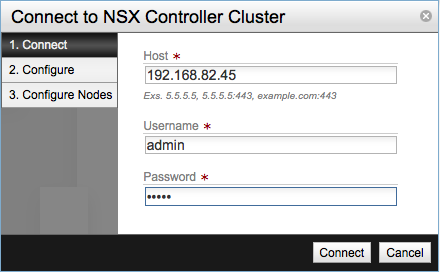 Connect to NSX Controller Cluster
1. Connect
2. Configure
3. Configure Nodes
Host *
192.168.82.45
Exs. 5.5.5.5, 5.5.5.5:443, example.com:443
Username *
admin
Password *
•••••
Connect
Cancel